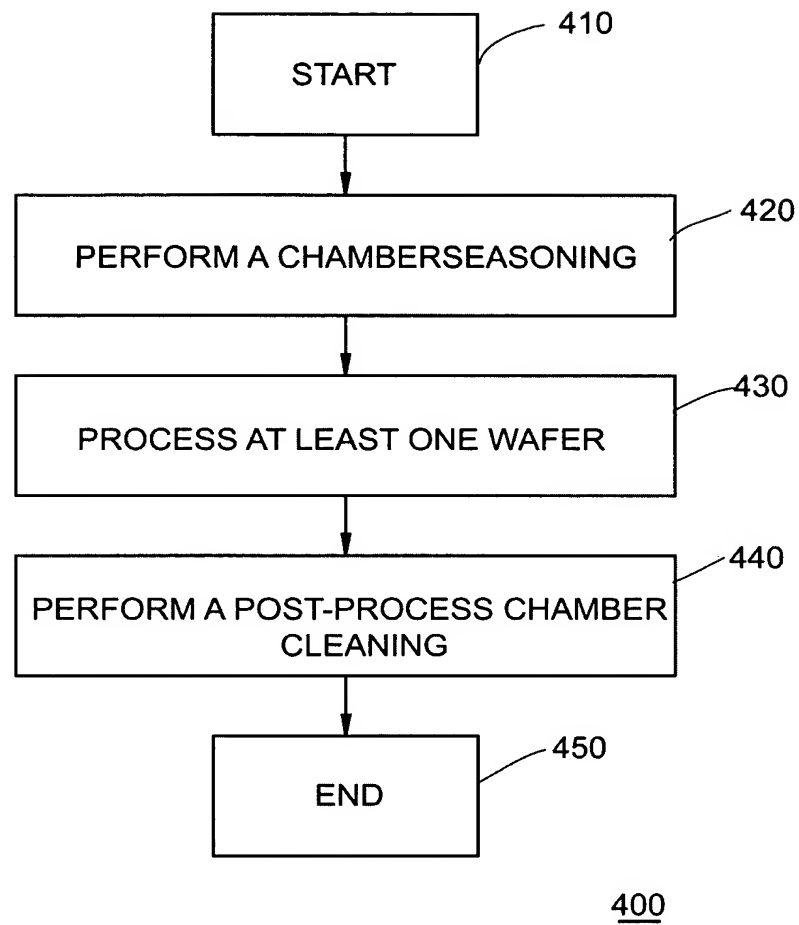 410
START
420
PERFORM A CHAMBERSEASONING
430
PROCESS AT LEAST ONE WAFER
440
PERFORM A POST-PROCESS CHAMBER
CLEANING
450
END
400